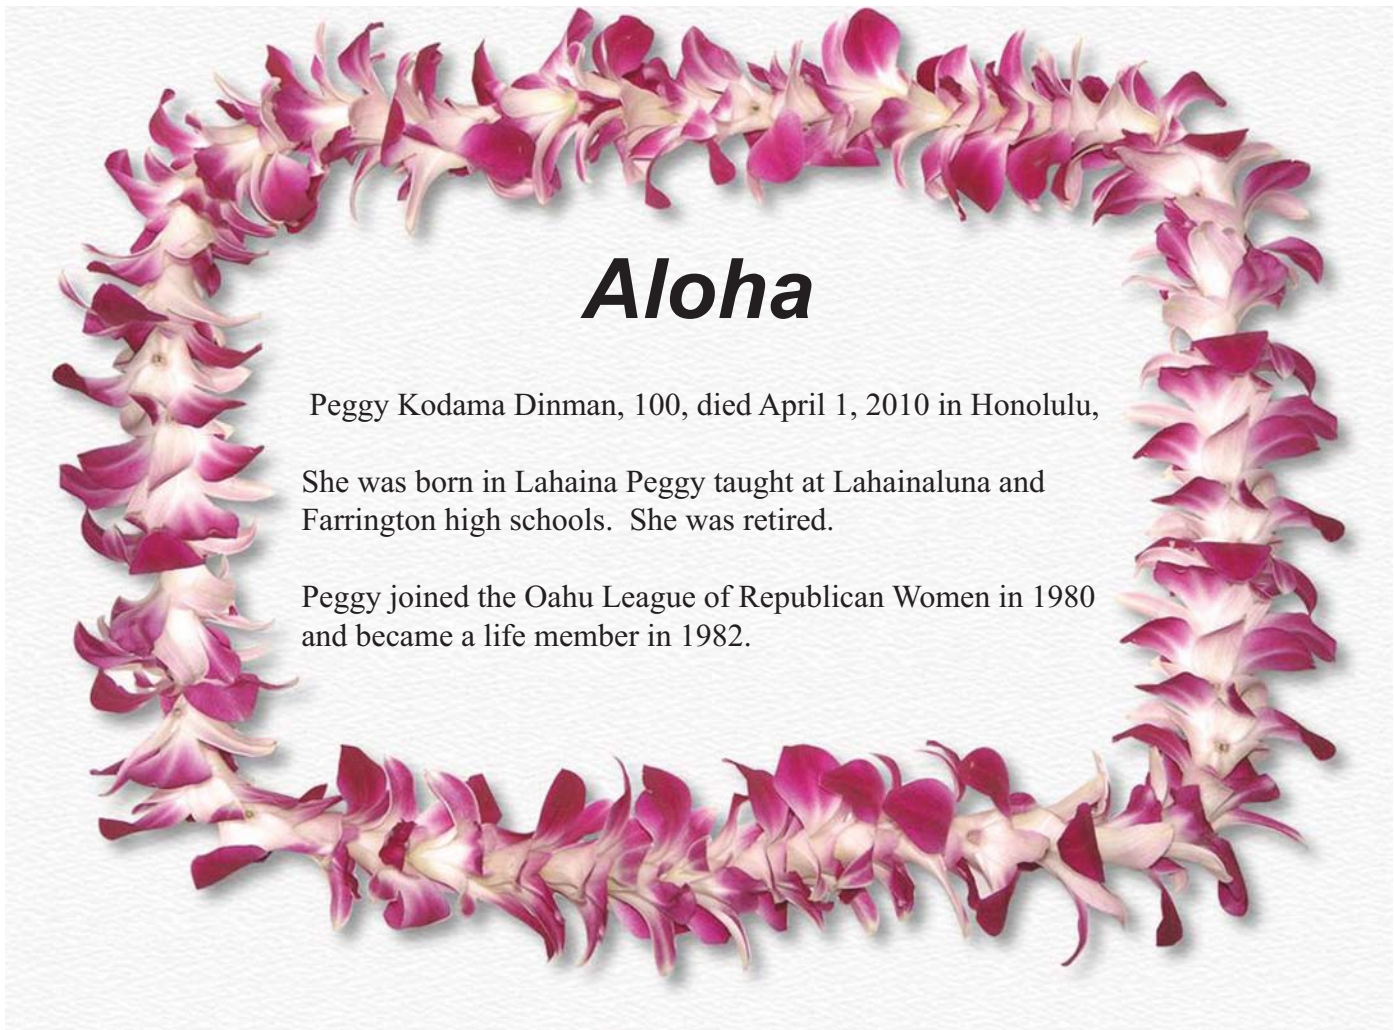 Aloha
Peggy Kodama Dinman, 100, died April 1, 2010 in Honolulu,
She was born in Lahaina Peggy taught at Lahainaluna and
Farrington high schools.  She was retired.
Peggy joined the Oahu League of Republican Women in 1980
and became a life member in 1982.